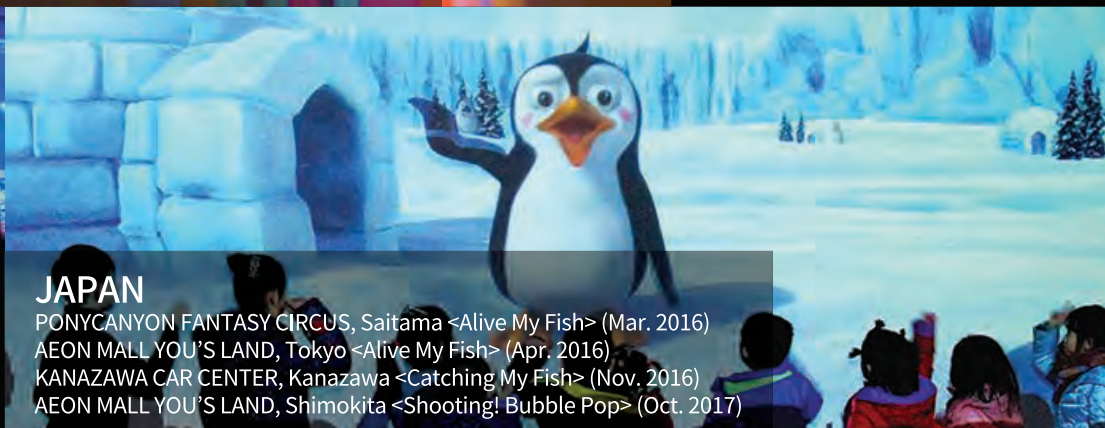 JAPAN
PONYCANYON FANTASY CIRCUS, Saitama <Alive My Fish> (Mar. 2016)
AEON MALL YOU'S LAND, Tokyo <Alive My Fish> (Apr. 2016)
KANAZAWA CAR CENTER, Kanazawa <Catching My Fish> (Nov. 2016)
AEON MALL YOU'S LAND, Shimokita <Shooting! Bubble Pop> (Oct. 2017)